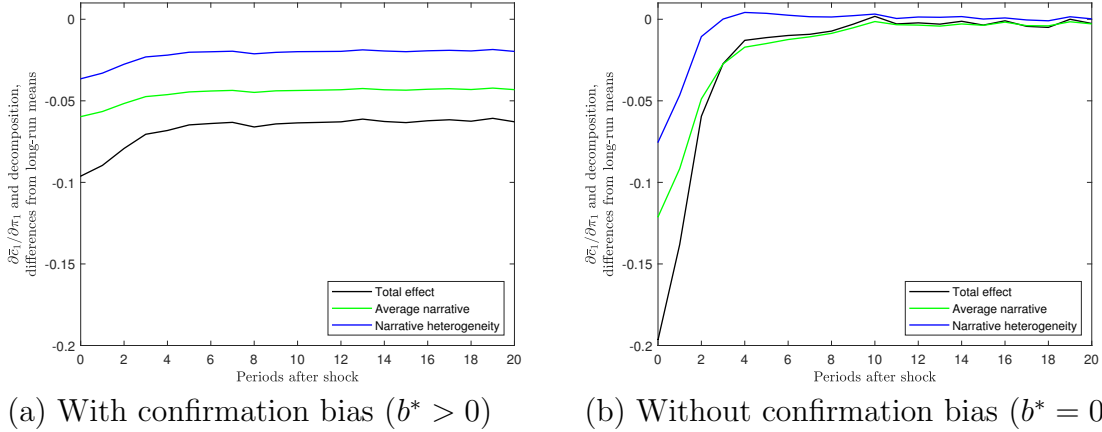 0
-0.05
-0.1
-0.15
-0.2
∂c̄₁/∂π₁ and decomposition,
differences from long-run means
Total effect
Average narrative
Narrative heterogeneity
0 2 4 6 8 10 12 14 16 18 20
Periods after shock
(a) With confirmation bias (b* > 0)
0
-0.05
-0.1
-0.15
-0.2
∂c̄₁/∂π₁ and decomposition,
differences from long-run means
Total effect
Average narrative
Narrative heterogeneity
0 2 4 6 8 10 12 14 16 18 20
Periods after shock
(b) Without confirmation bias (b* = 0